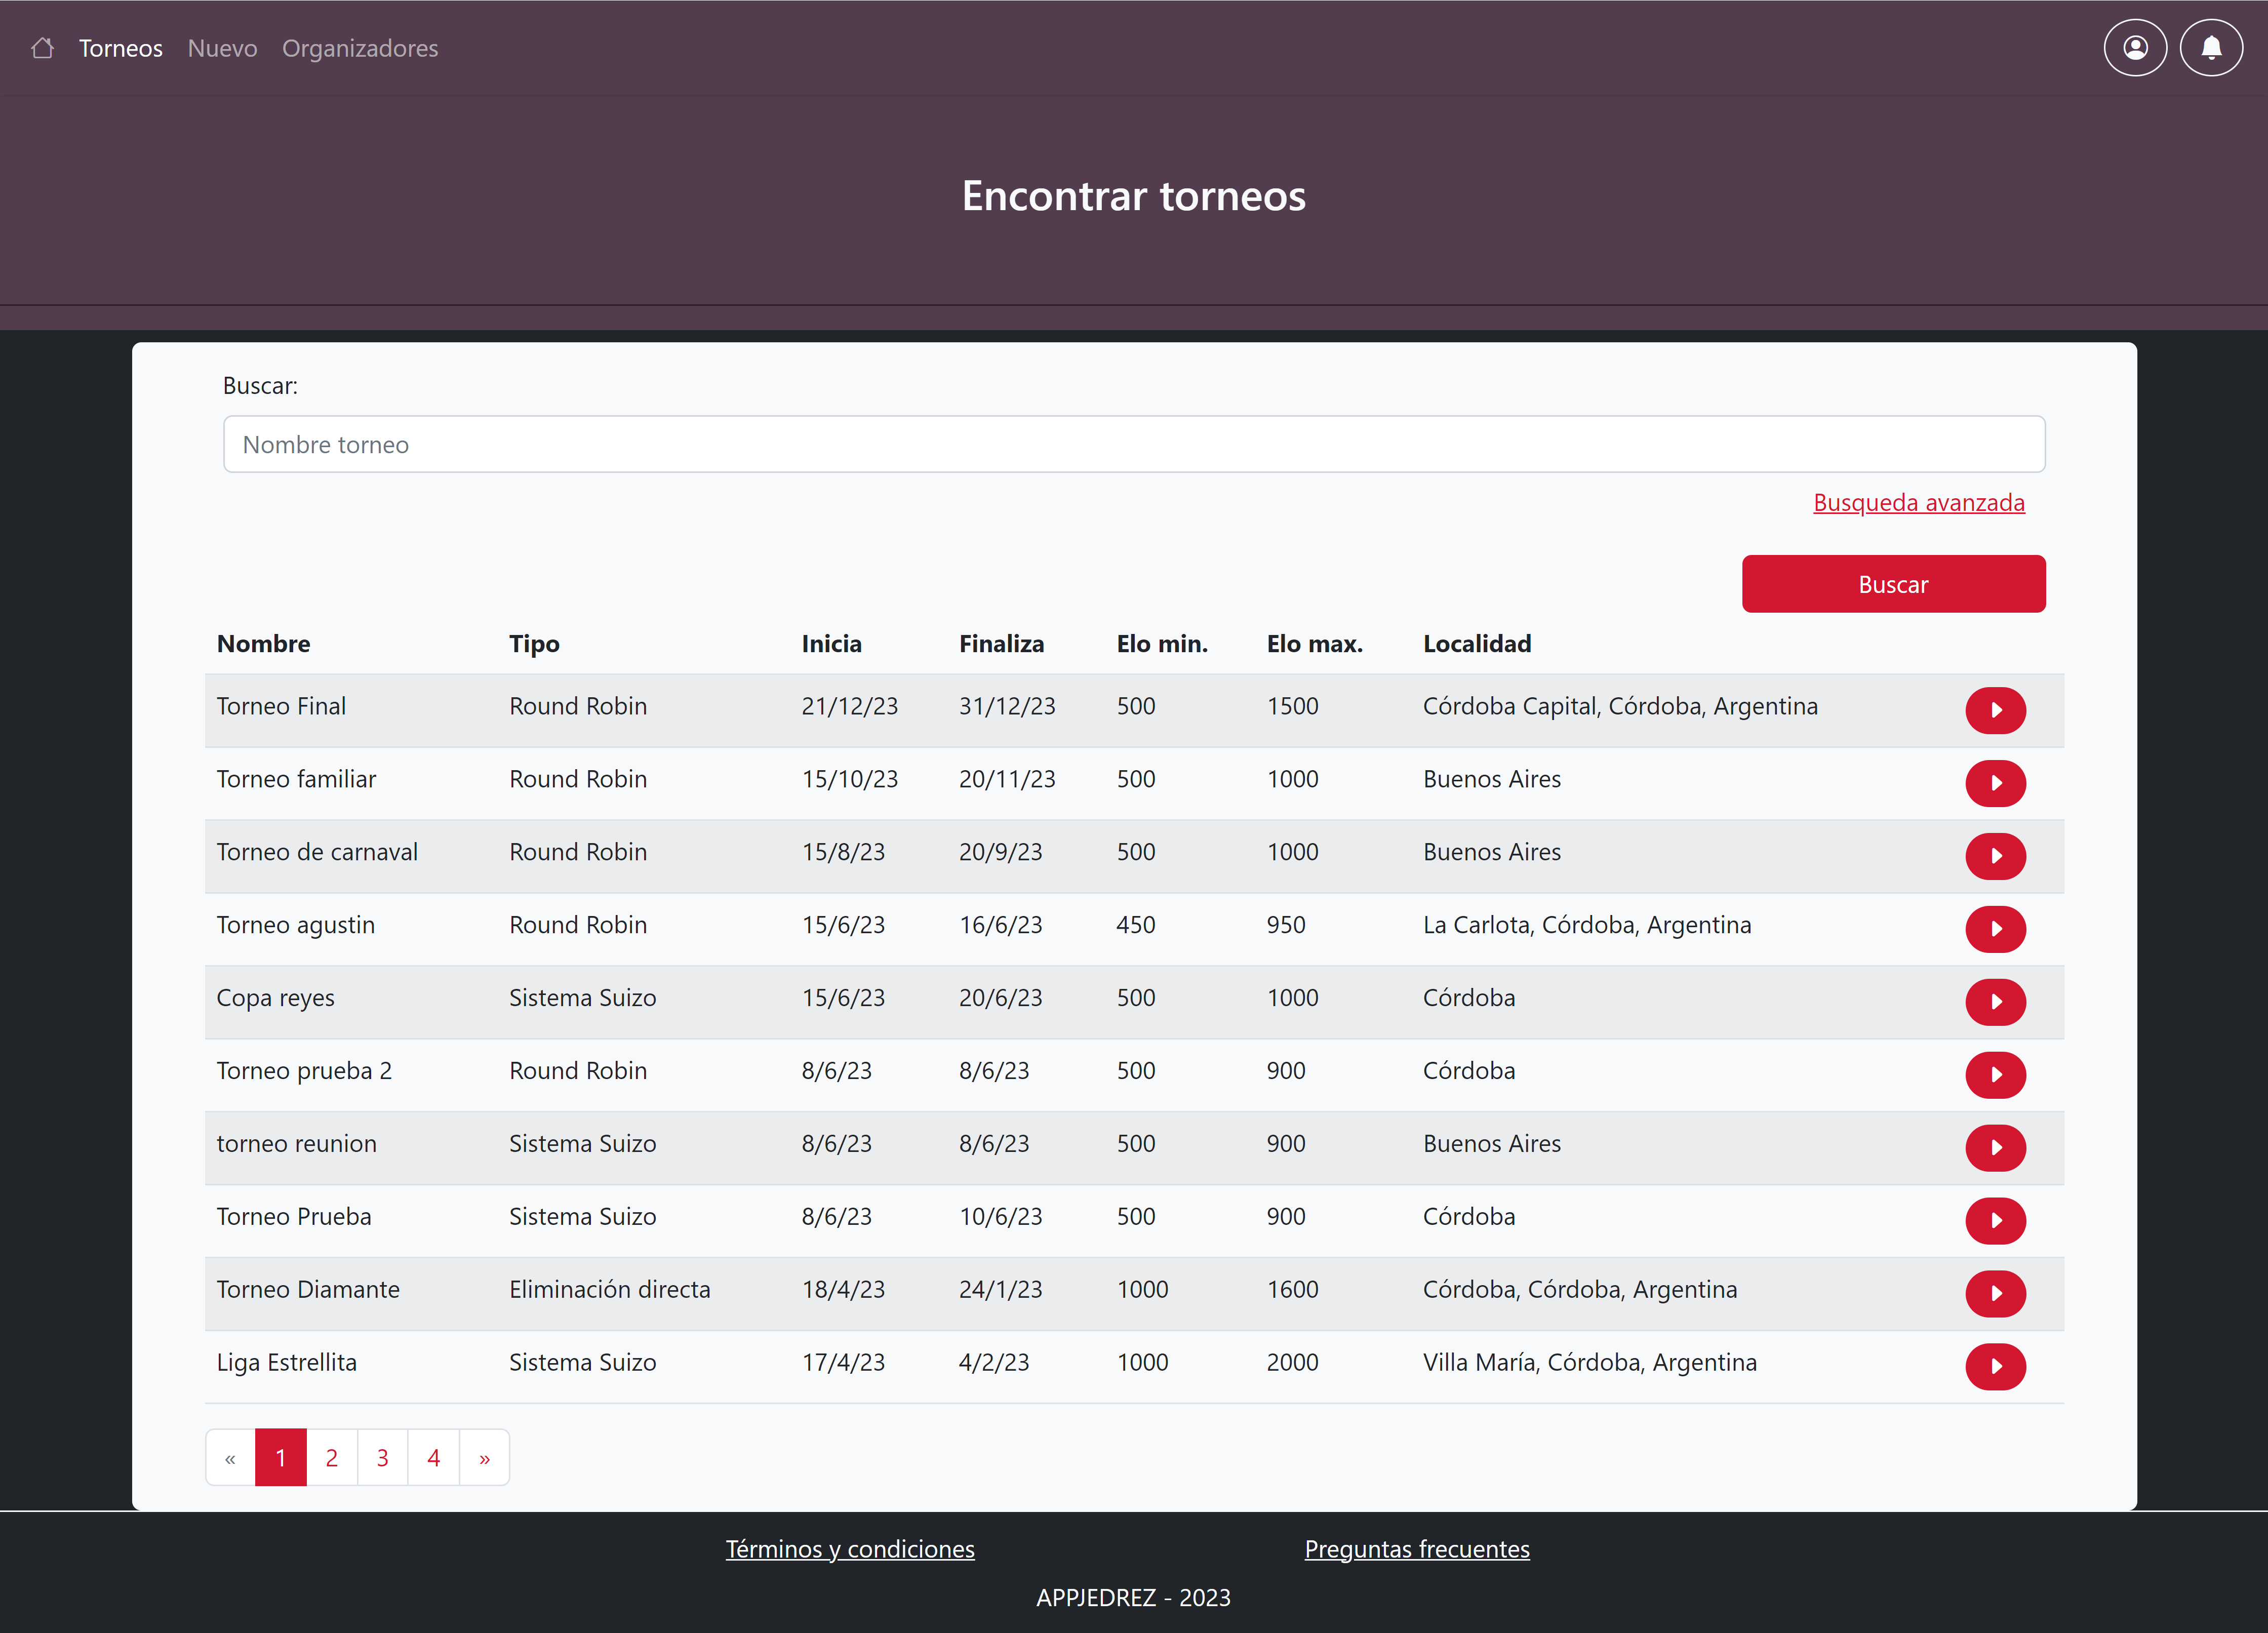 Torneos Nuevo Organizadores
Encontrar torneos
Buscar:
Nombre torneo
Busqueda avanzada
Buscar
Nombre Tipo Inicia Finaliza Elo min. Elo max. Localidad
Torneo Final Round Robin 21/12/23 31/12/23 500 1500 Córdoba Capital, Córdoba, Argentina
Torneo familiar Round Robin 15/10/23 20/11/23 500 1000 Buenos Aires
Torneo de carnaval Round Robin 15/8/23 20/9/23 500 1000 Buenos Aires
Torneo agustin Round Robin 15/6/23 16/6/23 450 950 La Carlota, Córdoba, Argentina
Copa reyes Sistema Suizo 15/6/23 20/6/23 500 1000 Córdoba
Torneo prueba 2 Round Robin 8/6/23 8/6/23 500 900 Córdoba
torneo reunion Sistema Suizo 8/6/23 8/6/23 500 900 Buenos Aires
Torneo Prueba Sistema Suizo 8/6/23 10/6/23 500 900 Córdoba
Torneo Diamante Eliminación directa 18/4/23 24/1/23 1000 1600 Córdoba, Córdoba, Argentina
Liga Estrellita Sistema Suizo 17/4/23 4/2/23 1000 2000 Villa María, Córdoba, Argentina
« 1 2 3 4 »
Términos y condiciones Preguntas frecuentes
APPJEDREZ - 2023